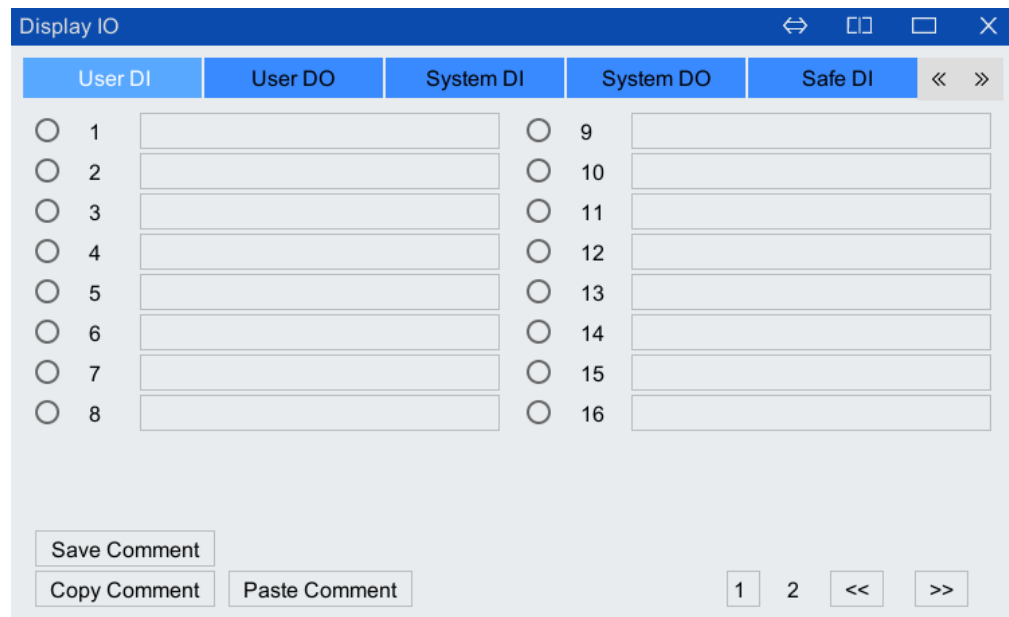 Display IO
User DI User DO System DI System DO Safe DI « »
1 9
2 10
3 11
4 12
5 13
6 14
7 15
8 16
Save Comment
Copy Comment Paste Comment 1 2 << >>